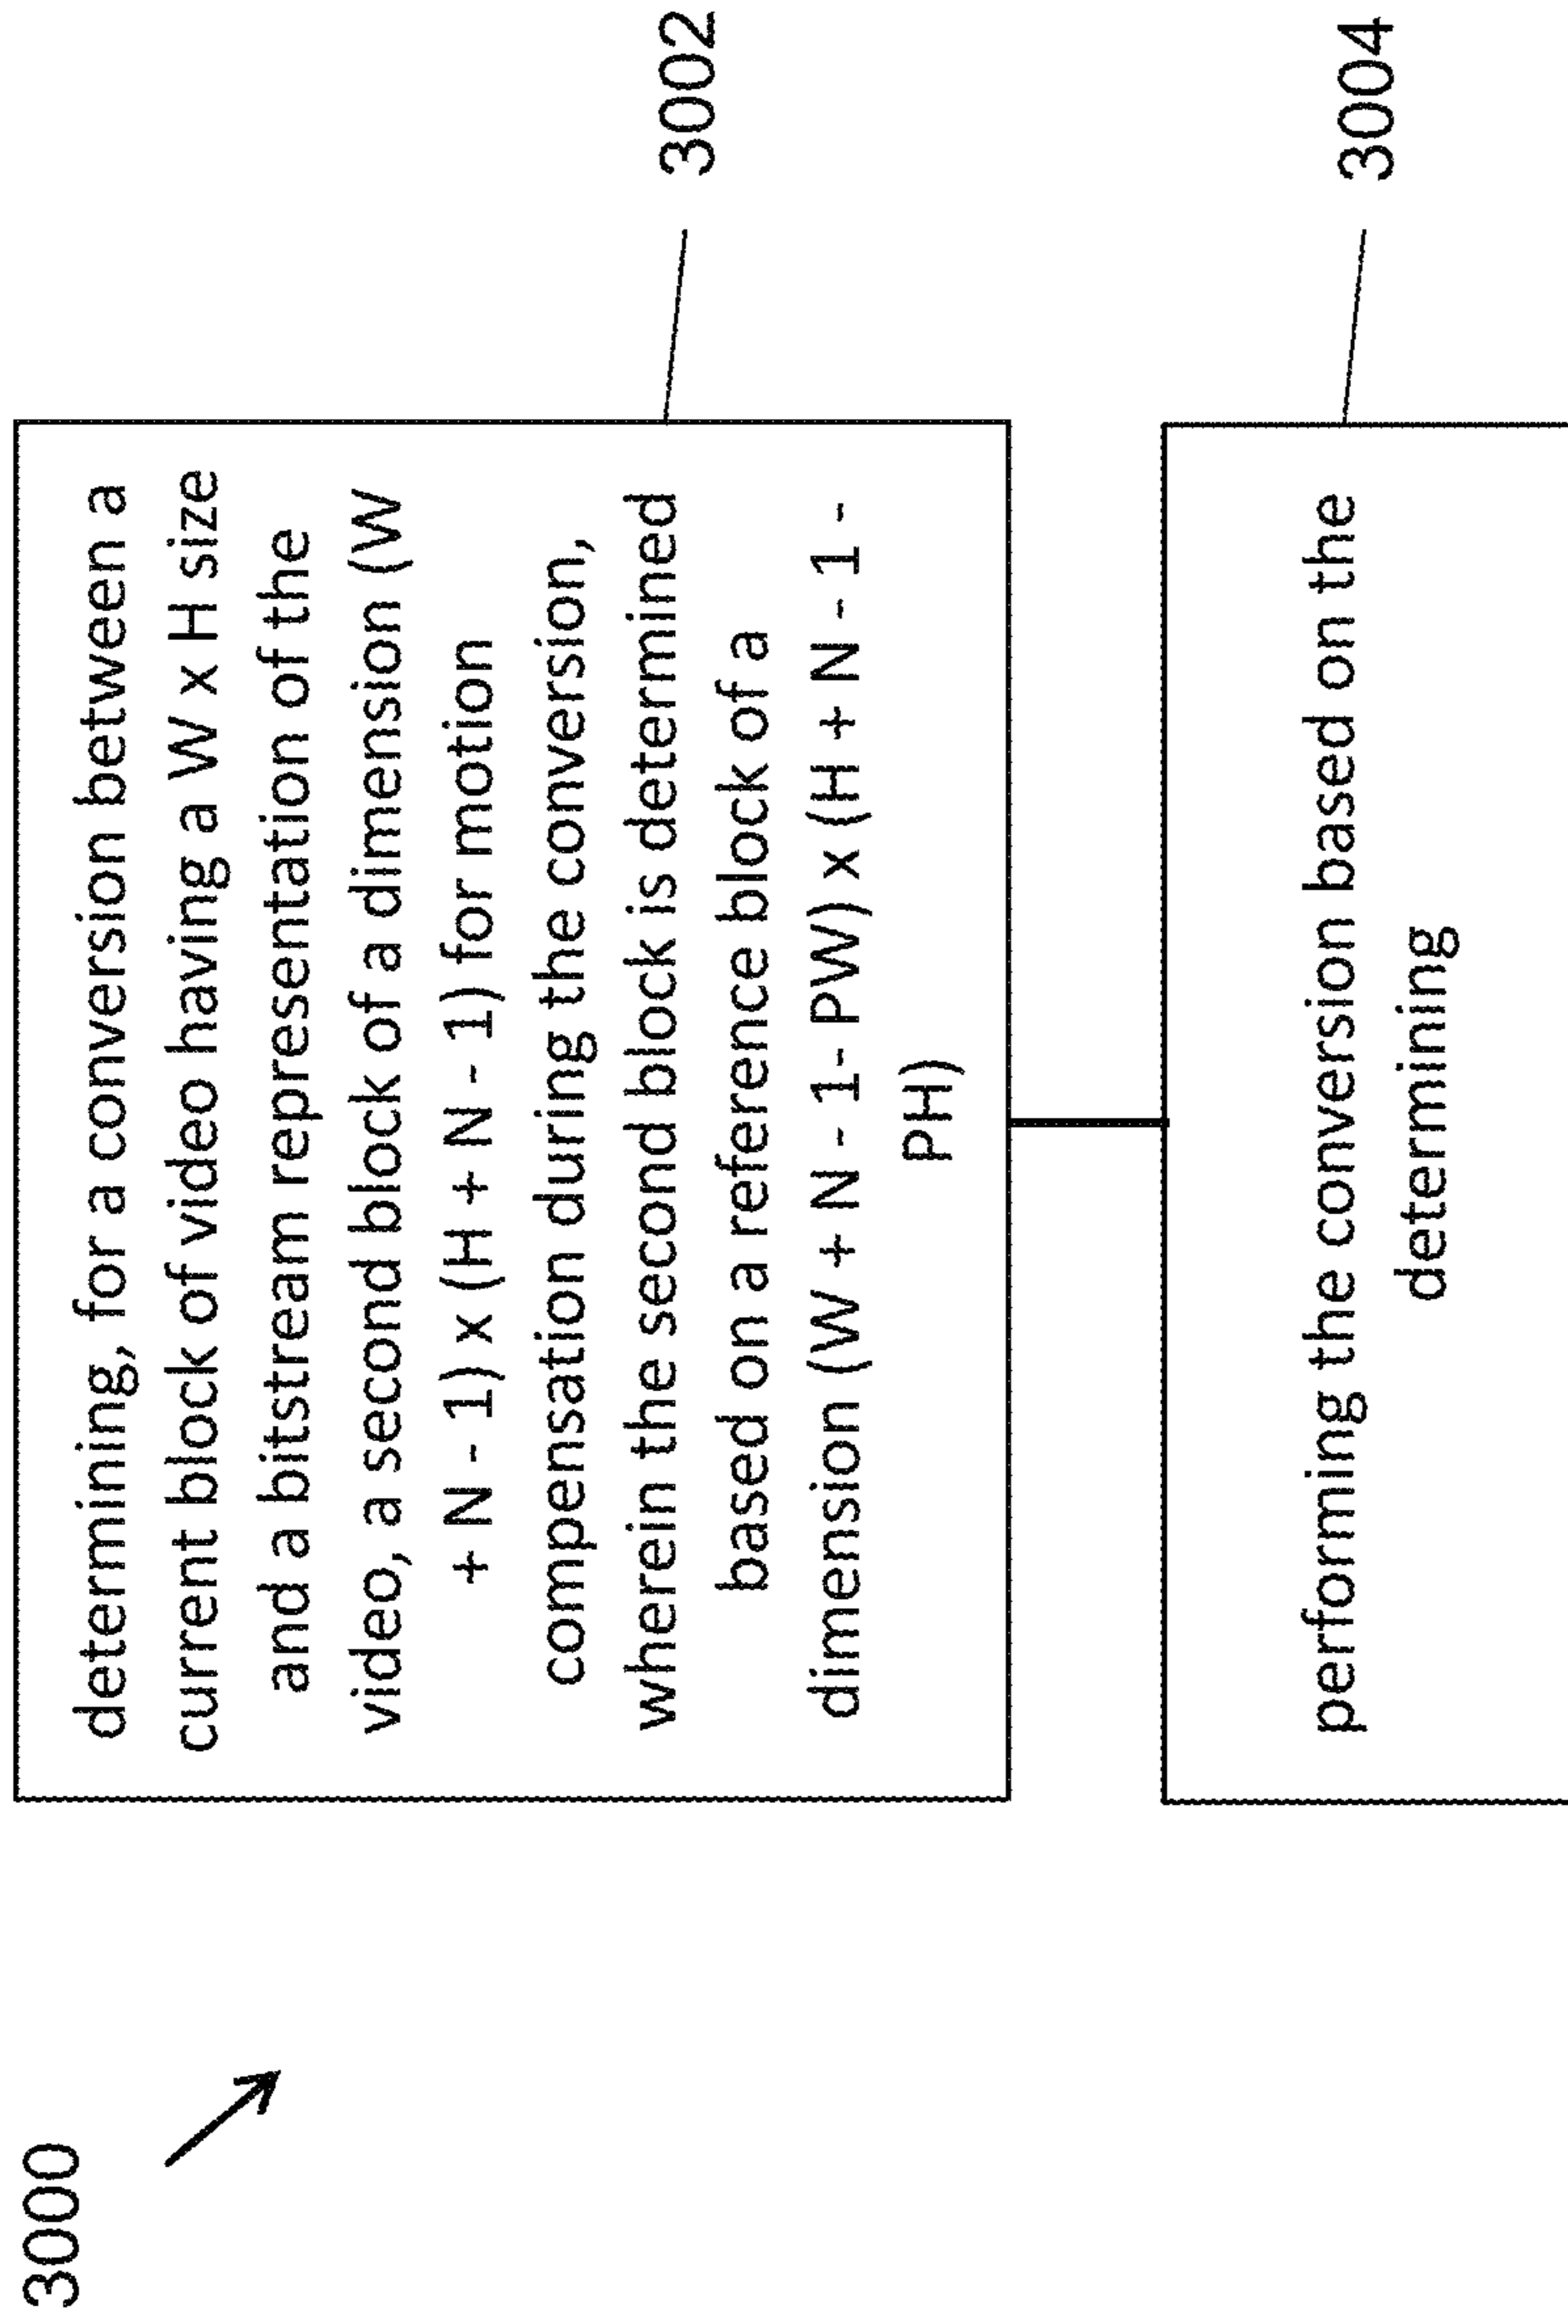 3000
determining, for a conversion between a
current block of video having a W x H size
and a bitstream representation of the
video, a second block of a dimension (W
+ N - 1) x (H + N - 1) for motion
compensation during the conversion,
wherein the second block is determined
based on a reference block of a
dimension (W + N - 1- PW) x (H + N - 1 -
PH)
3002
performing the conversion based on the
determining
3004